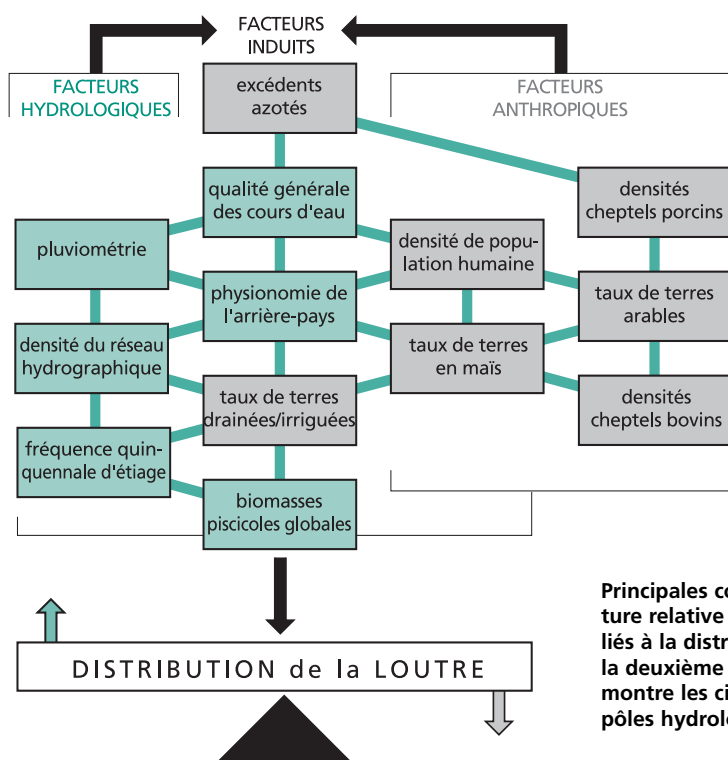 FACTEURS
INDUITS
FACTEURS
HYDROLOGIQUES
excédents
azotés
FACTEURS
ANTHROPIQUES
qualité générale
des cours d'eau
densités
cheptels porcins
pluviométrie
densité de popu-
lation humaine
physionomie de
l'arrière-pays
taux de terres
arables
densité du réseau
hydrographique
taux de terres
en maïs
taux de terres
drainées/irriguées
densités
cheptels bovins
fréquence quin-
quennale d'étiage
biomasses
piscicoles globales
DISTRIBUTION de la LOUTRE
Principales co
ture relative
liés à la distr
la deuxième
montre les ci
pôles hydrol